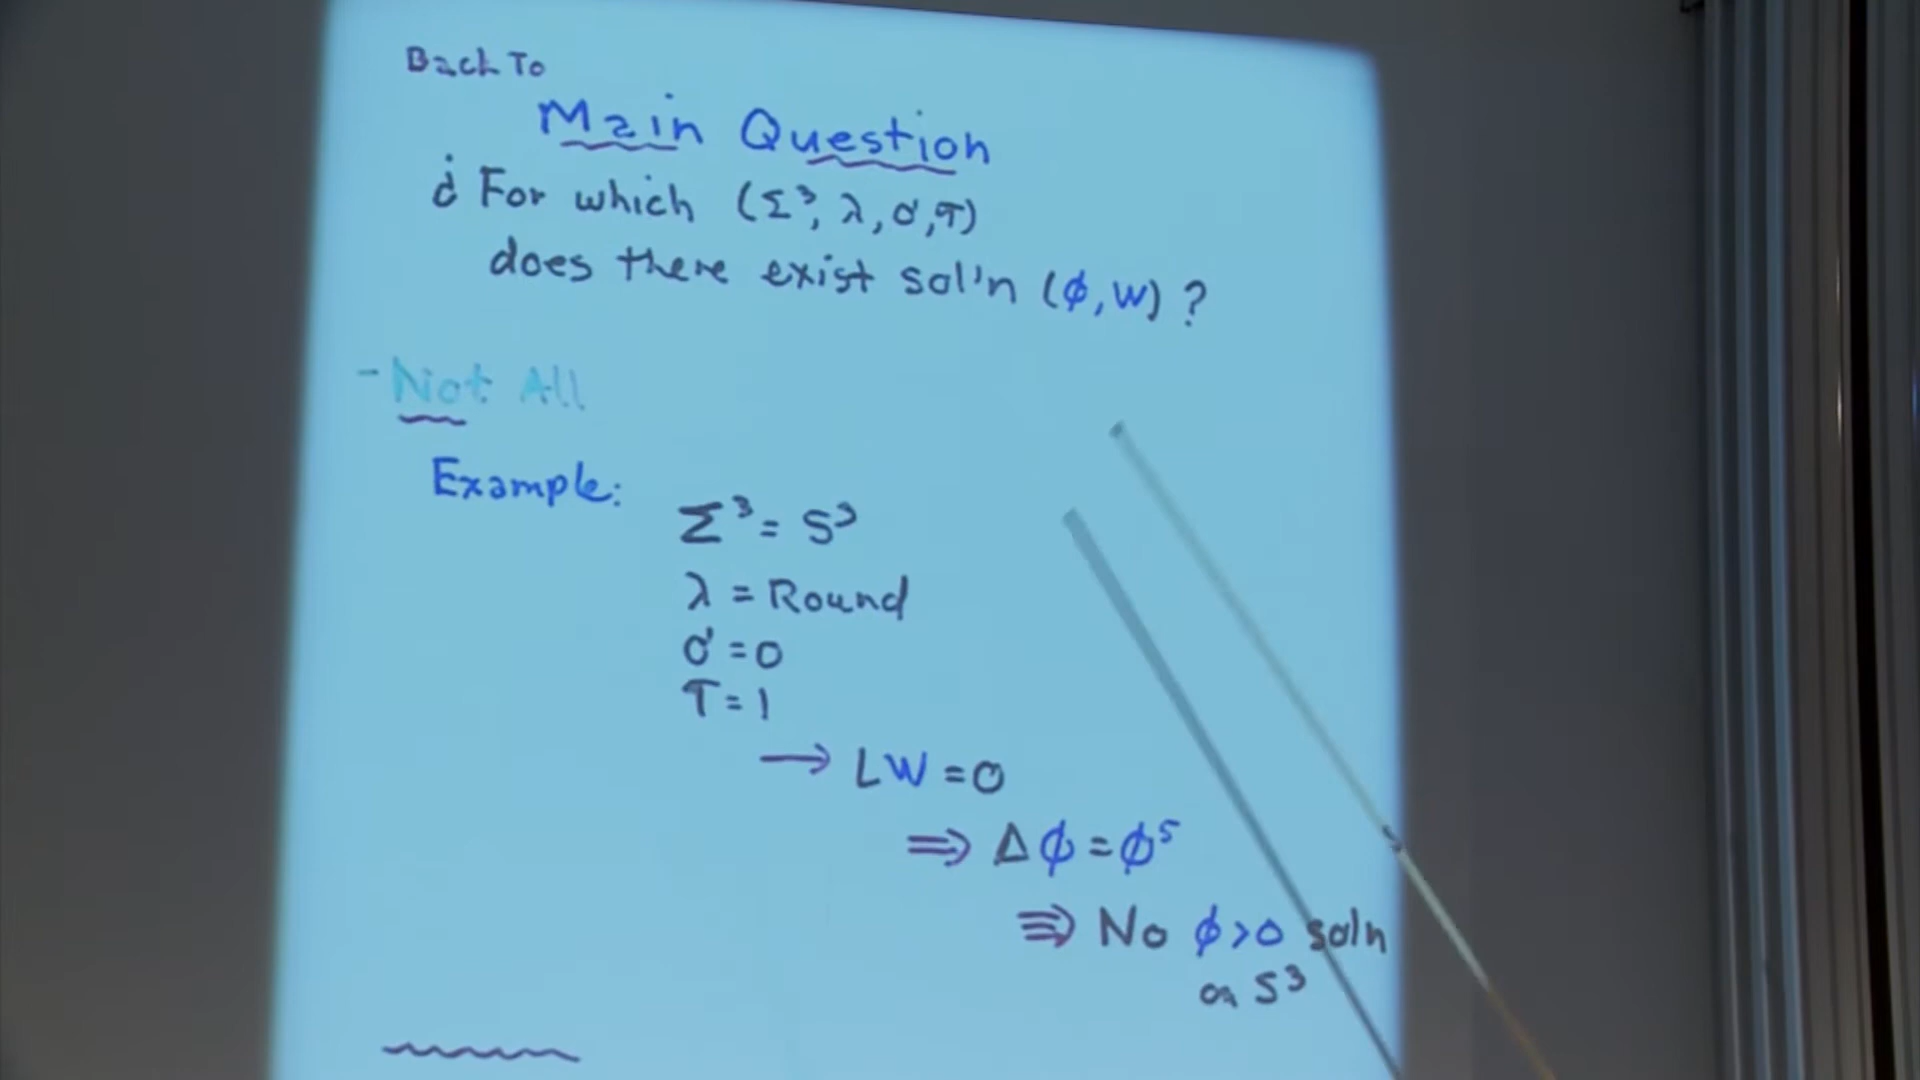 Back To
Main Question
¿ For which (Σ³, λ, σ, τ)
does there exist sol'n (φ, W) ?
- Not All
Example:
Σ³ = S³
λ = Round
σ = 0
τ = 1
→ LW = 0
⇒ Δφ = φ⁵
⇛ No φ > 0 soln
on S³